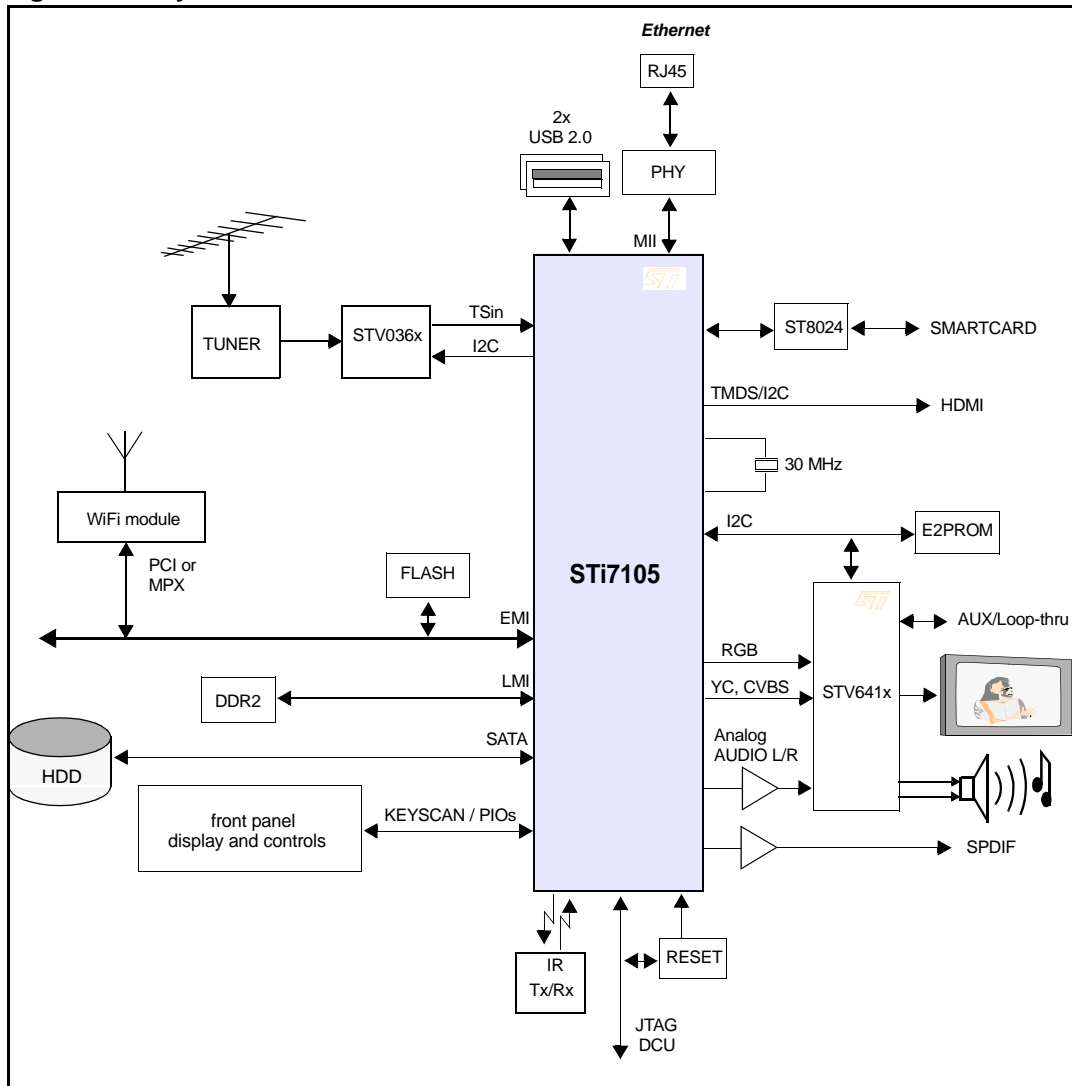 Ethernet
RJ45
2x
USB 2.0
PHY
MII
TSin
TUNER
STV036x
I2C
ST8024
SMARTCARD
TMDS/I2C
HDMI
30 MHz
WiFi module
I2C
E2PROM
PCI or
MPX
FLASH
STi7105
EMI
AUX/Loop-thru
RGB
LMI
DDR2
YC, CVBS
STV641x
SATA
HDD
Analog
AUDIO L/R
front panel
display and controls
KEYSCAN / PIOs
SPDIF
IR
Tx/Rx
RESET
JTAG
DCU